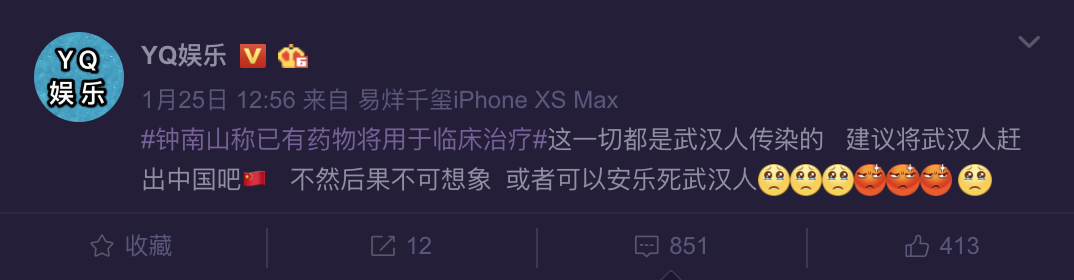 YQ
娱乐
YQ娱乐 V 6
1月25日 12:56 来自 易烊千玺iPhone XS Max
#钟南山称已有药物将用于临床治疗#这一切都是武汉人传染的 建议将武汉人赶
出中国吧🇨🇳 不然后果不可想象 或者可以安乐死武汉人🥺🥺🥺😡😡😡🥺
收藏 12 851 413